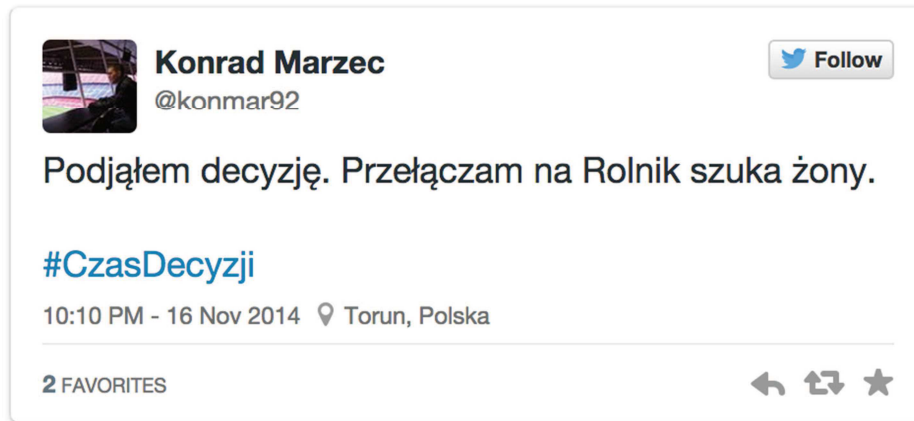 Konrad Marzec
Follow
@konmar92
Podjąłem decyzję. Przełączam na Rolnik szuka żony.
#CzasDecyzji
10:10 PM - 16 Nov 2014 Torun, Polska
2 FAVORITES